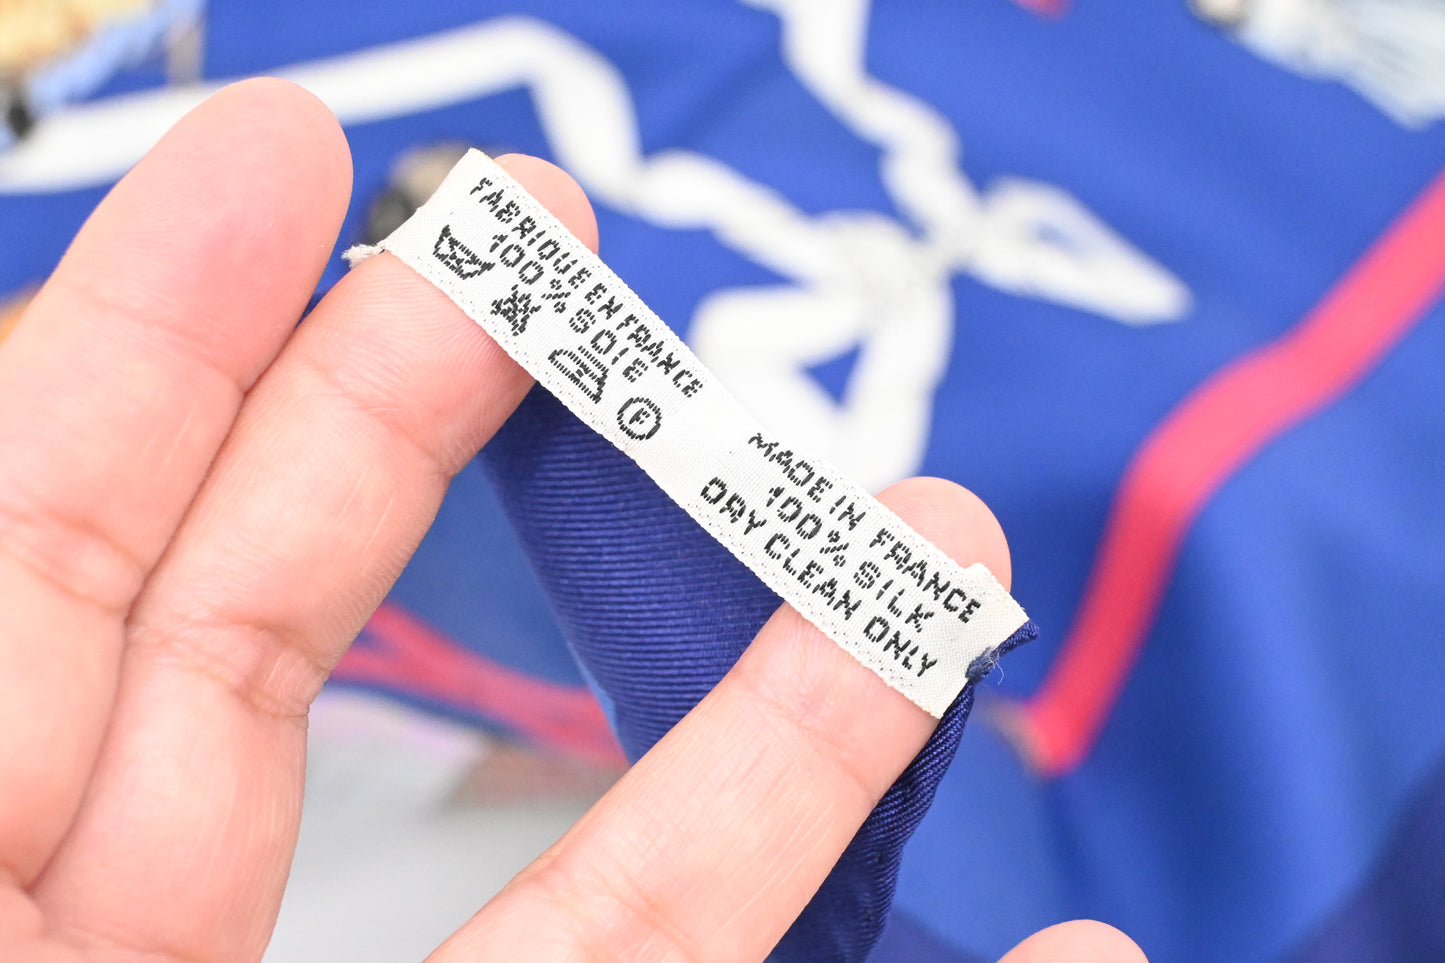 FABRIQUE EN FRANCE
100% SOIE
F
MADE IN FRANCE
100% SILK
DRY CLEAN ONLY